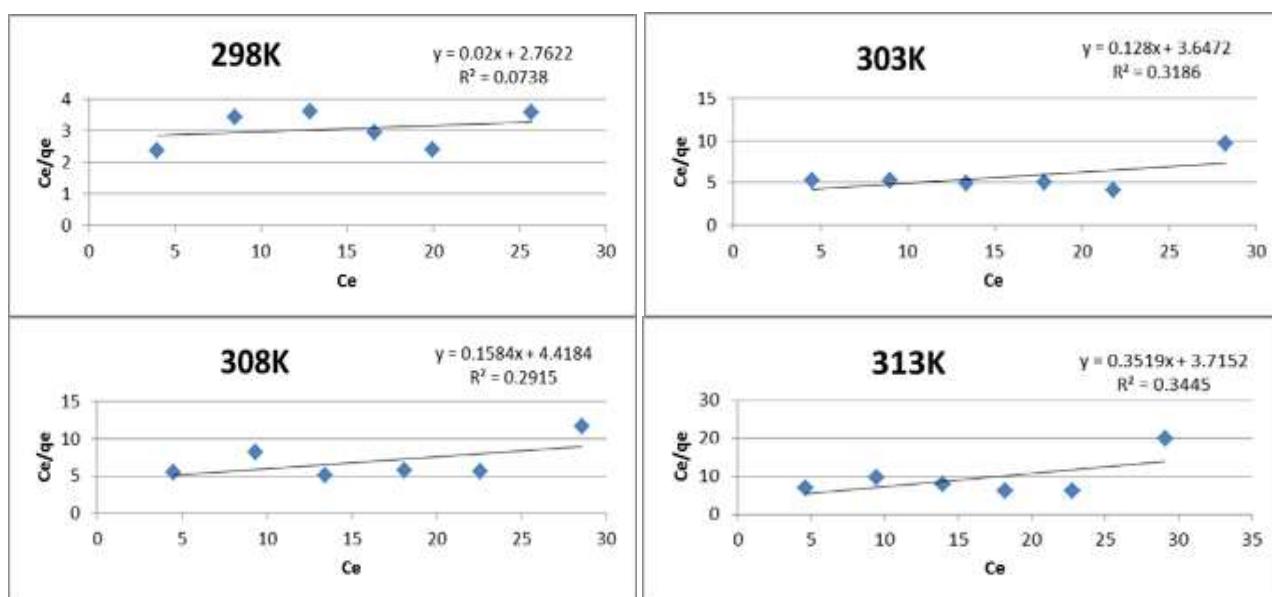 298K
y = 0.02x + 2.7622
R² = 0.0738
4
3
2
1
0
0 5 10 15 20 25 30
Ce/qe
Ce
303K
y = 0.128x + 3.6472
R² = 0.3186
15
10
5
0
0 5 10 15 20 25 30
Ce/qe
Ce
308K
y = 0.1584x + 4.4184
R² = 0.2915
15
10
5
0
0 5 10 15 20 25 30
Ce/qe
Ce
313K
y = 0.3519x + 3.7152
R² = 0.3445
30
20
10
0
0 5 10 15 20 25 30 35
Ce/qe
Ce